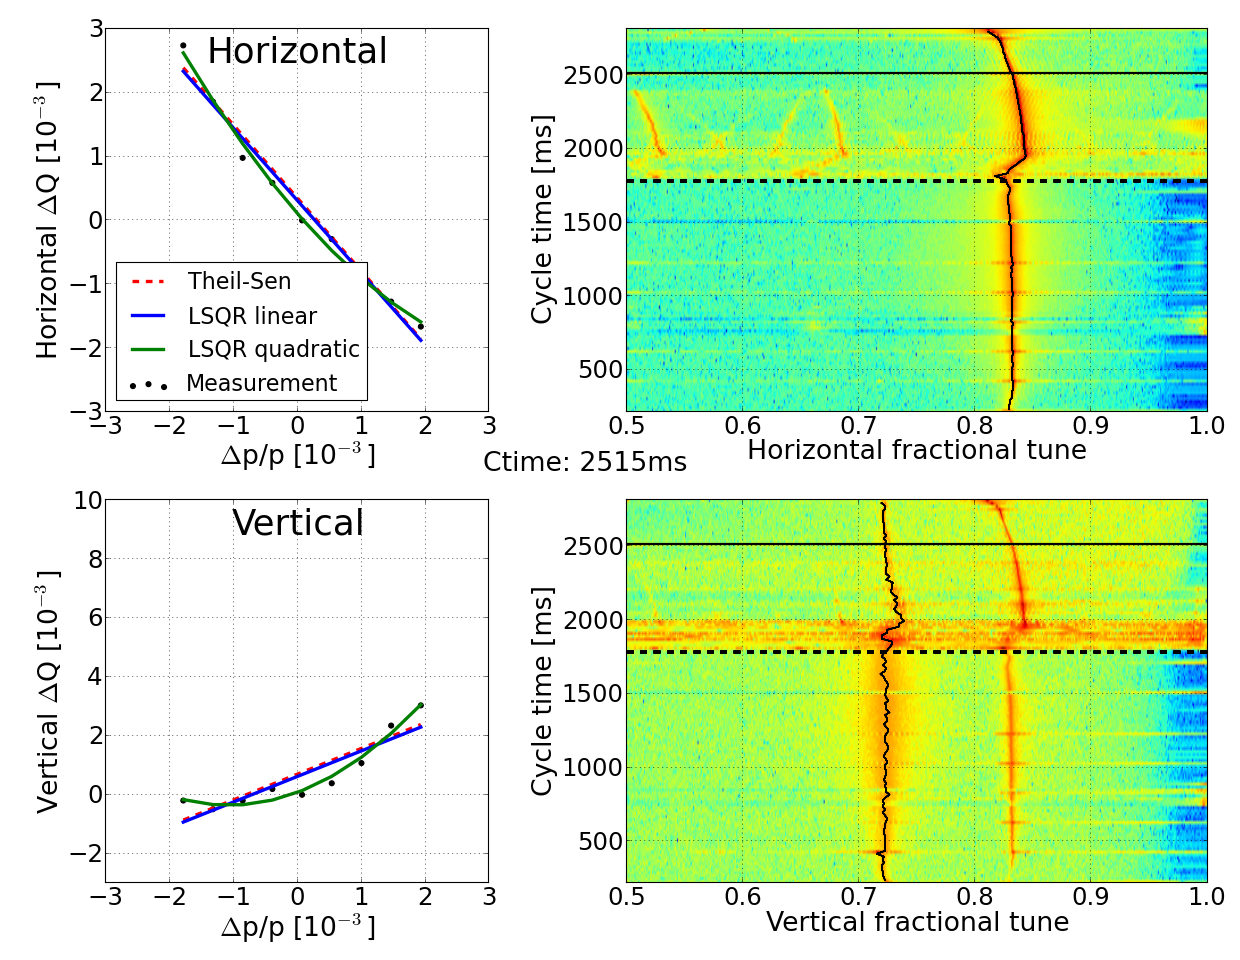 Horizontal
Horizontal ΔQ [10⁻³]
3
2
1
0
−1
−2
−3
Theil-Sen
LSQR linear
LSQR quadratic
Measurement
−3 −2 −1 0 1 2 3
Δp/p [10⁻³]
Cycle time [ms]
2500
2000
1500
1000
500
0.5 0.6 0.7 0.8 0.9 1.0
Horizontal fractional tune
Ctime: 2515ms
Vertical
Vertical ΔQ [10⁻³]
10
8
6
4
2
0
−2
−3 −2 −1 0 1 2 3
Δp/p [10⁻³]
Cycle time [ms]
2500
2000
1500
1000
500
0.5 0.6 0.7 0.8 0.9 1.0
Vertical fractional tune